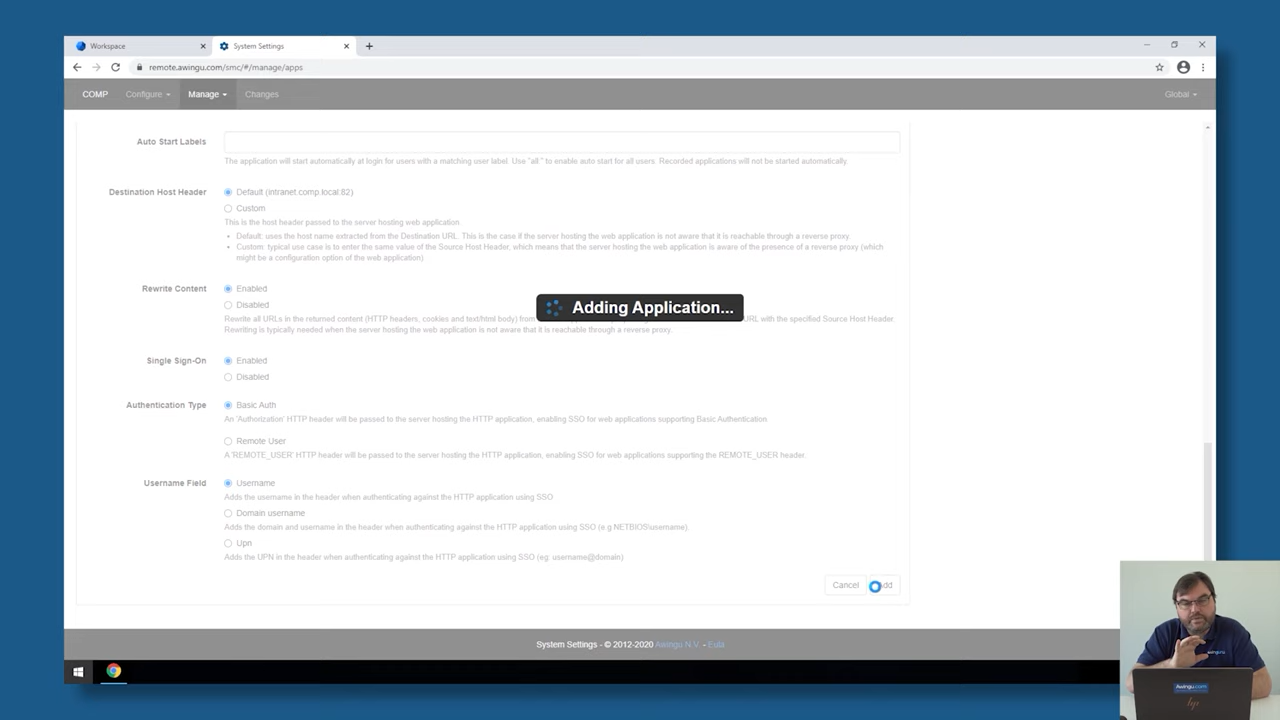 Workspace
System Settings
remote.awingu.com/smc/#/manage/apps
COMP Configure Manage Changes Global
Auto Start Labels
The application will start automatically at login for users with a matching user label. Use "all:" to enable auto start for all users. Recorded applications will not be started automatically.
Destination Host Header
Default (intranet.comp.local:82)
Custom
This is the host header passed to the server hosting web application.
Default: uses the host name extracted from the Destination URL. This is the case if the server hosting the web application is not aware that it is reachable through a reverse proxy.
Custom: typical use case is to enter the same value of the Source Host Header, which means that the server hosting the web application is aware of the presence of a reverse proxy (which
might be a configuration option of the web application)
Rewrite Content
Enabled
Disabled
Adding Application...
Rewrite all URLs in the returned content (HTTP headers, cookies and text/html body) from URL with the specified Source Host Header.
Rewriting is typically needed when the server hosting the web application is not aware that it is reachable through a reverse proxy.
Single Sign-On
Enabled
Disabled
Authentication Type
Basic Auth
An 'Authorization' HTTP header will be passed to the server hosting the HTTP application, enabling SSO for web applications supporting Basic Authentication.
Remote User
A 'REMOTE_USER' HTTP header will be passed to the server hosting the HTTP application, enabling SSO for web applications supporting the REMOTE_USER header.
Username Field
Username
Adds the username in the header when authenticating against the HTTP application using SSO
Domain username
Adds the domain and username in the header when authenticating against the HTTP application using SSO (e.g NETBIOS\username).
Upn
Adds the UPN in the header when authenticating against the HTTP application using SSO (eg: username@domain)
Cancel
System Settings - © 2012-2020 Awingu N.V. - Eula
Awingu.com
hp